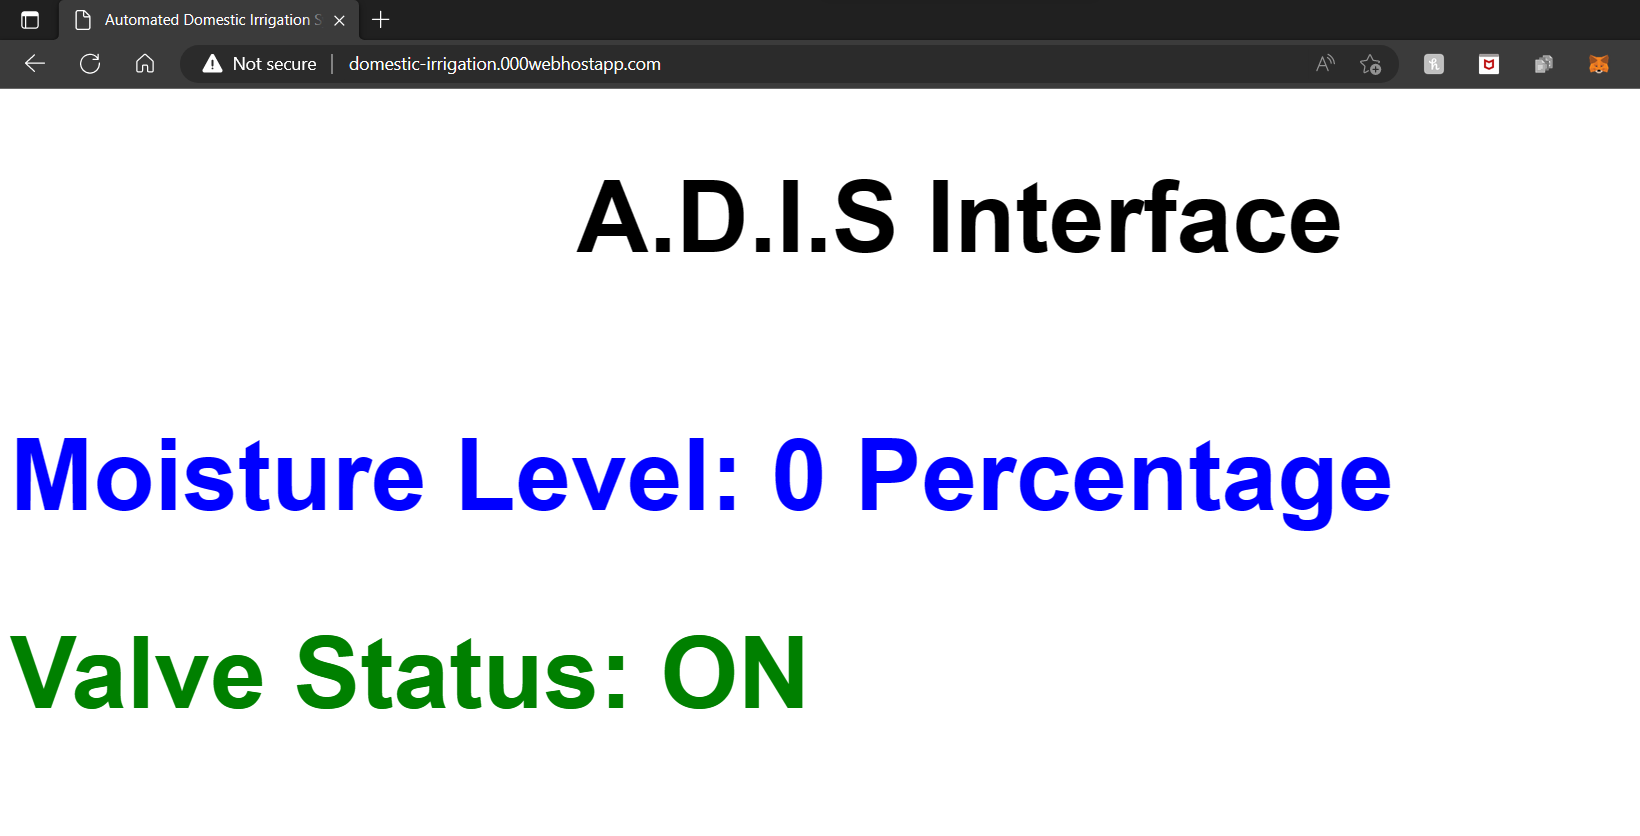 Automated Domestic Irrigation S
Not secure
domestic-irrigation.000webhostapp.com
A.D.I.S Interface
Moisture Level: 0 Percentage
Valve Status: ON